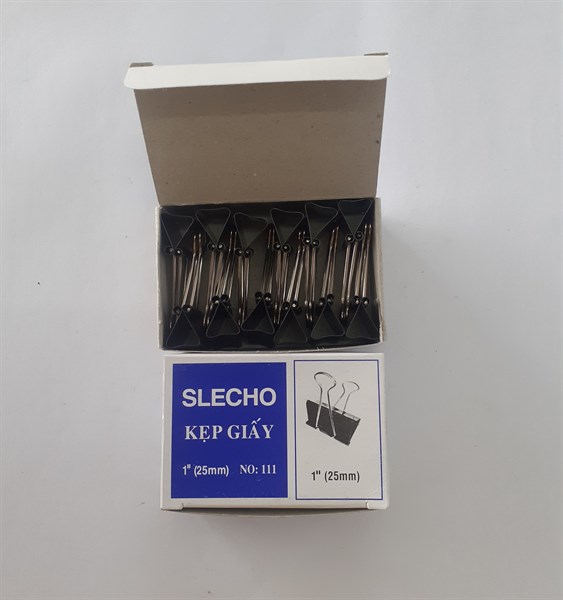 SLECHO
KẸP GIẤY
1" (25mm) NO: 111
1" (25mm)